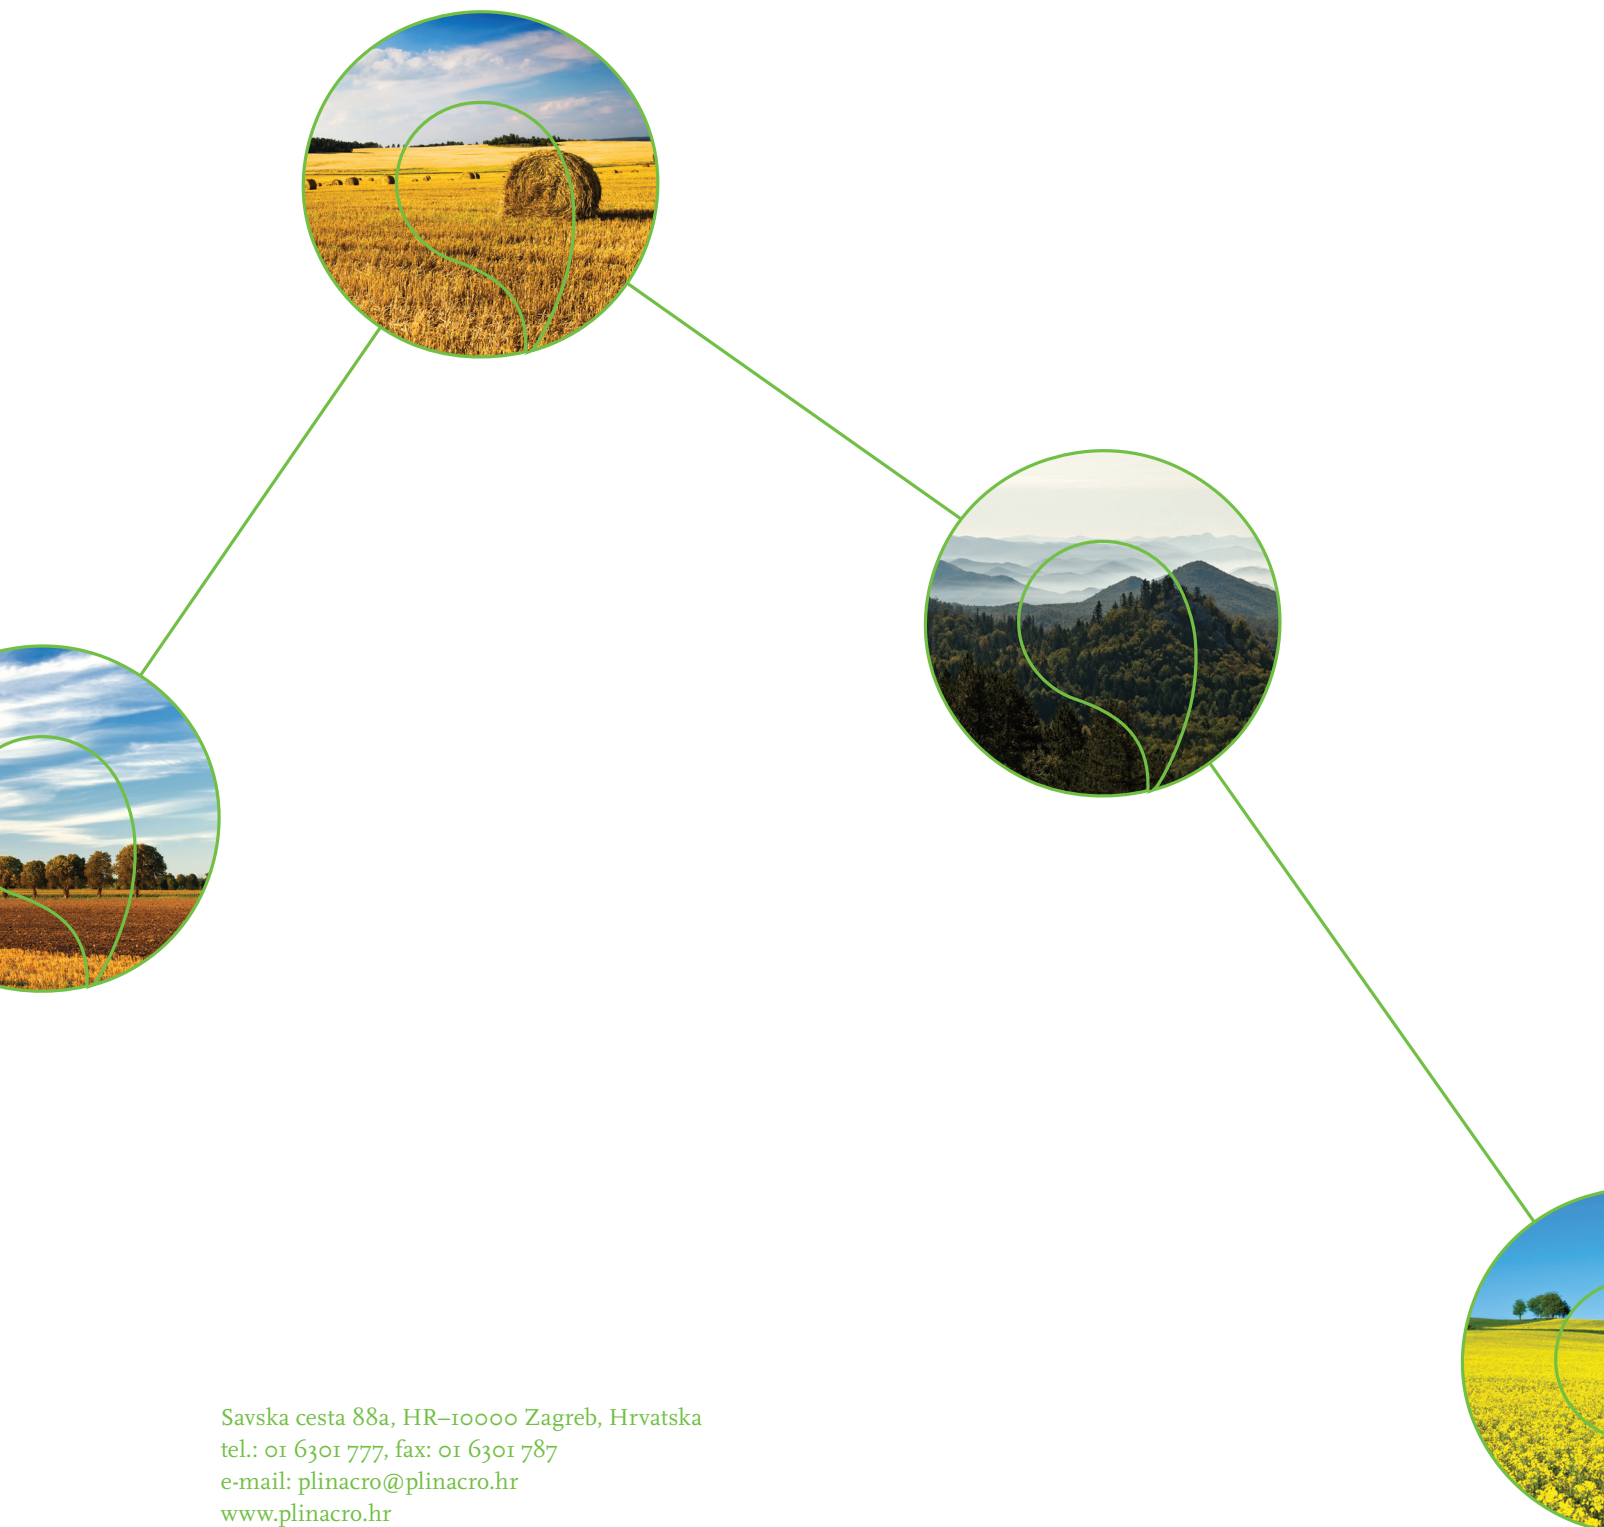 Savska cesta 88a, HR–10000 Zagreb, Hrvatska
tel.: 01 6301 777, fax: 01 6301 787
e-mail: plinacro@plinacro.hr
www.plinacro.hr